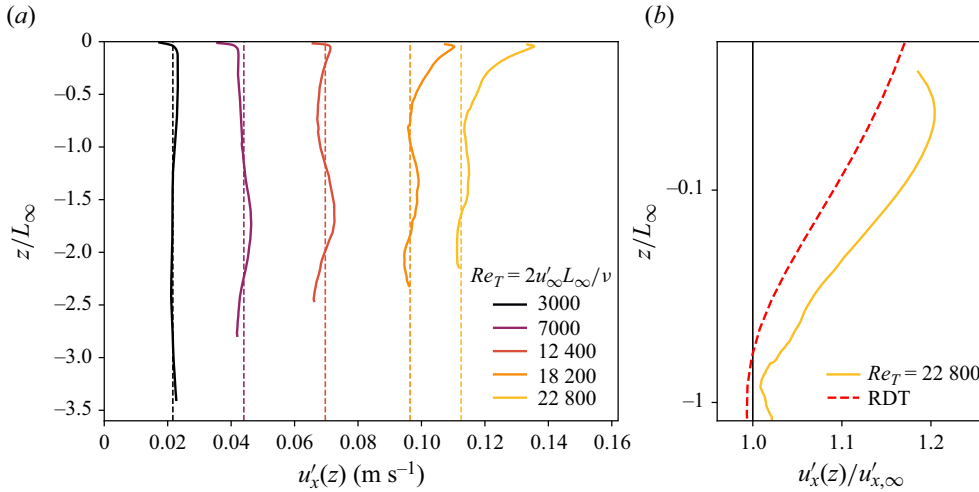 (a)
(b)
0
−0.5
−1.0
−1.5
−2.0
−2.5
−3.0
−3.5
z/L∞
0 0.02 0.04 0.06 0.08 0.10 0.12 0.14 0.16
u′x(z) (m s−1)
ReT = 2u′∞L∞/ν
3000
7000
12 400
18 200
22 800
−0.1
−1
z/L∞
ReT = 22 800
RDT
1.0 1.1 1.2
u′x(z)/u′x,∞